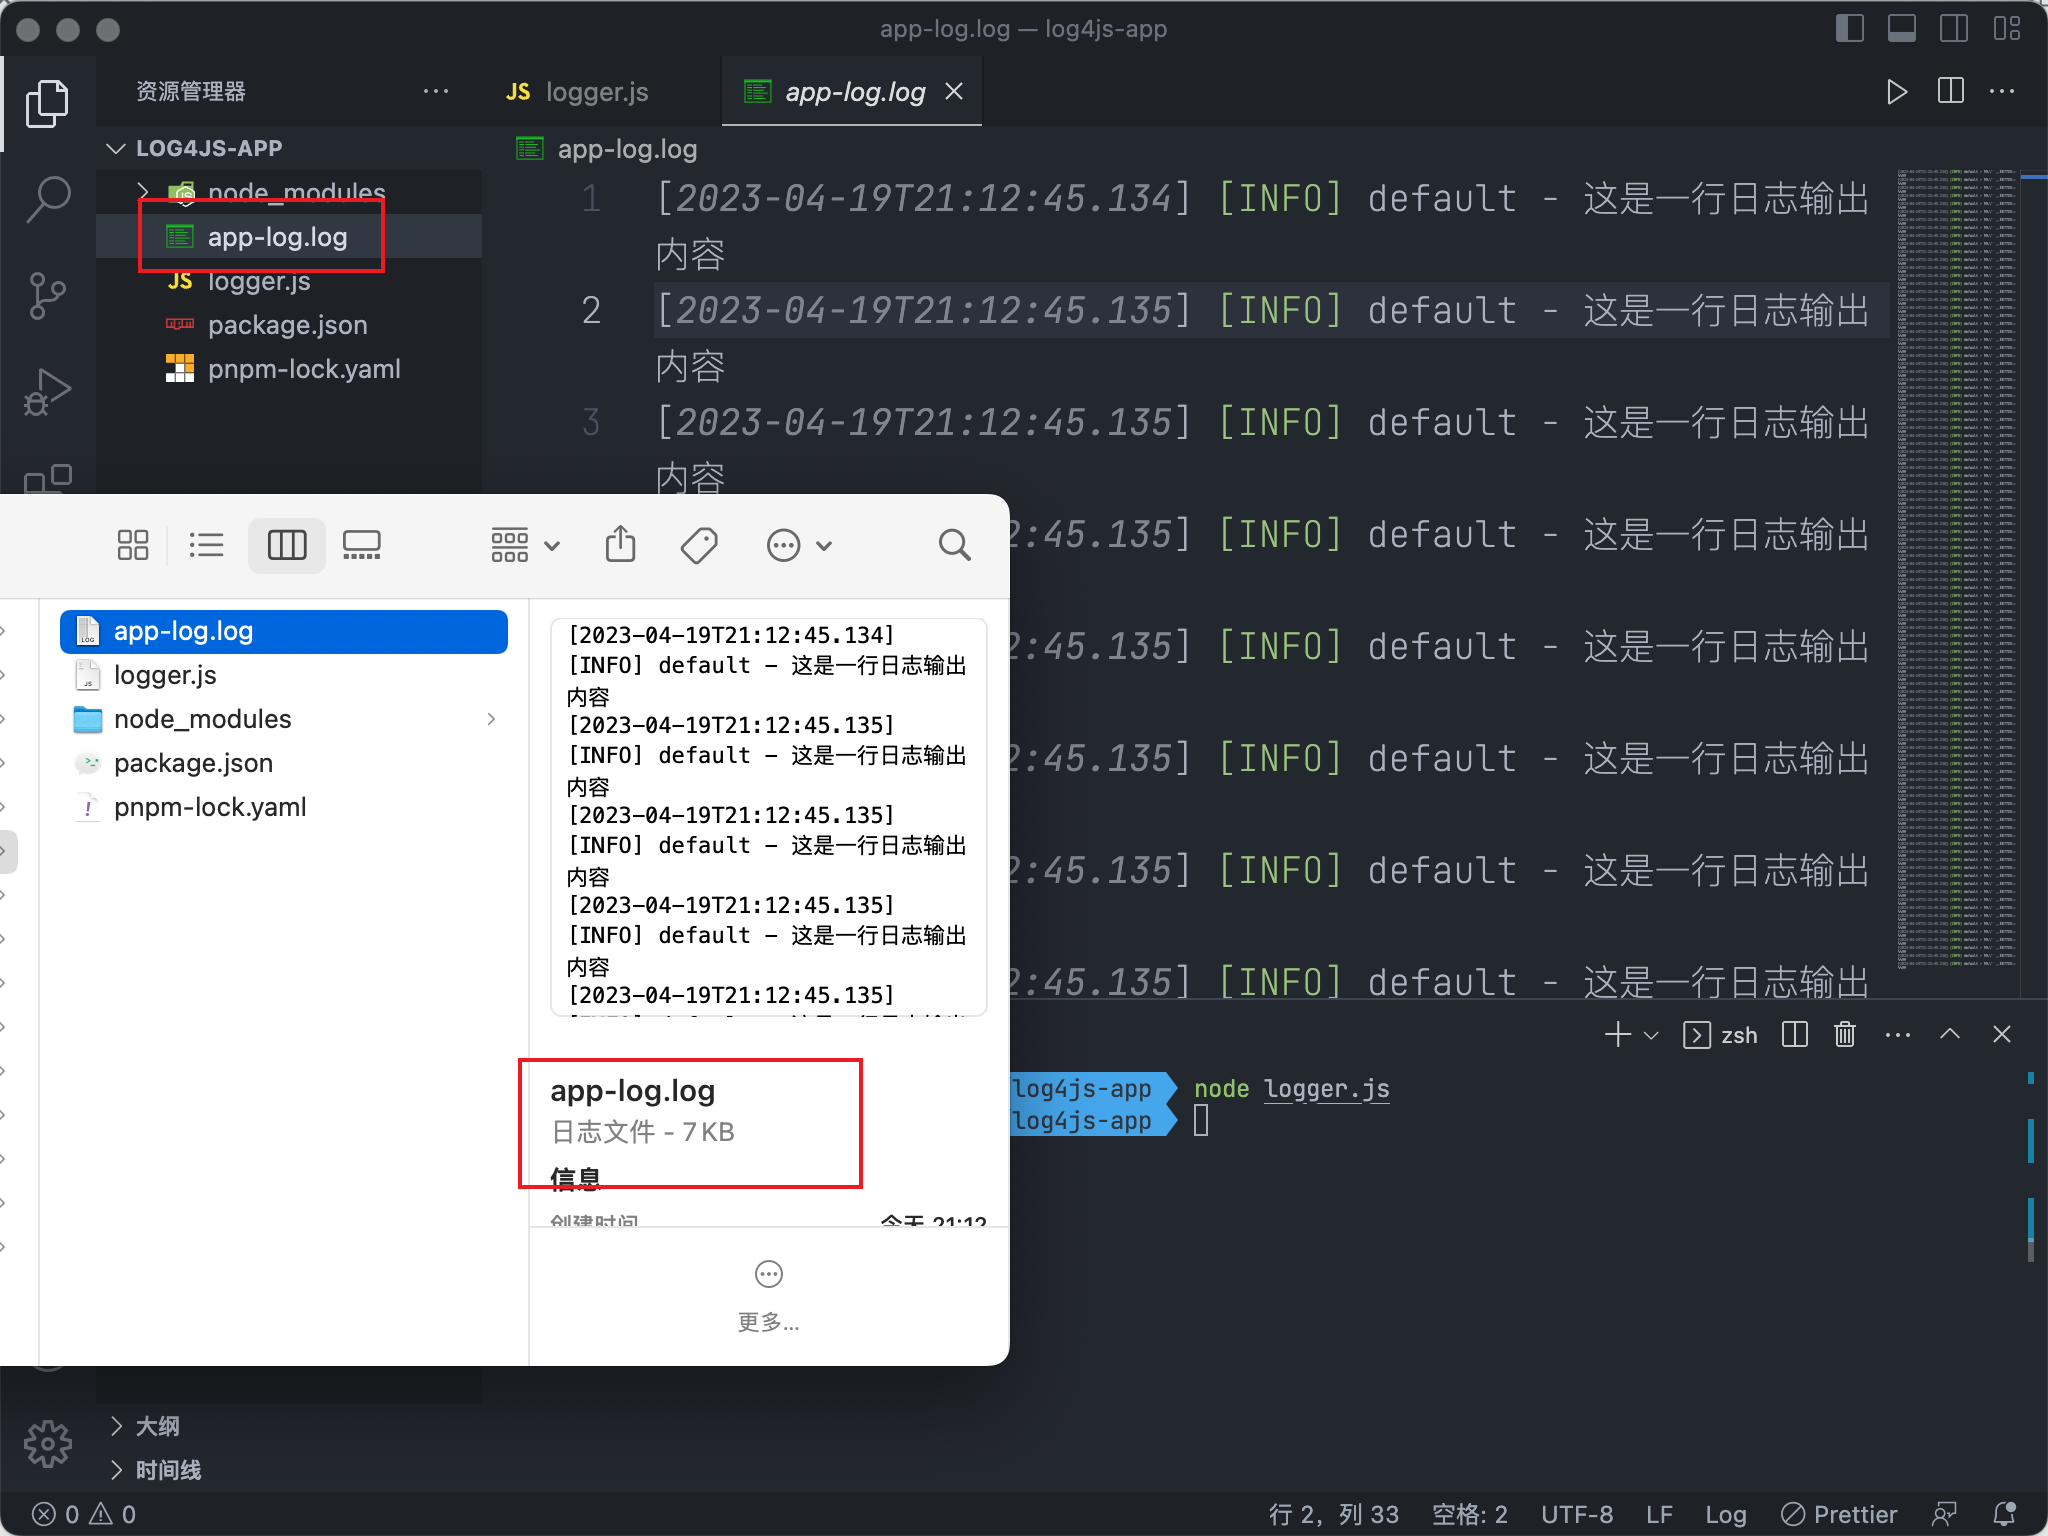 app-log.log — log4js-app
资源管理器
JS logger.js
app-log.log
LOG4JS-APP
node_modules
app-log.log
JS logger.js
package.json
pnpm-lock.yaml
app-log.log
1 [2023-04-19T21:12:45.134] [INFO] default - 这是一行日志输出
内容
2 [2023-04-19T21:12:45.135] [INFO] default - 这是一行日志输出
内容
3 [2023-04-19T21:12:45.135] [INFO] default - 这是一行日志输出
内容
2:45.135] [INFO] default - 这是一行日志输出
2:45.135] [INFO] default - 这是一行日志输出
2:45.135] [INFO] default - 这是一行日志输出
2:45.135] [INFO] default - 这是一行日志输出
2:45.135] [INFO] default - 这是一行日志输出
app-log.log
logger.js
node_modules
package.json
pnpm-lock.yaml
[2023-04-19T21:12:45.134]
[INFO] default - 这是一行日志输出
内容
[2023-04-19T21:12:45.135]
[INFO] default - 这是一行日志输出
内容
[2023-04-19T21:12:45.135]
[INFO] default - 这是一行日志输出
内容
[2023-04-19T21:12:45.135]
[INFO] default - 这是一行日志输出
内容
[2023-04-19T21:12:45.135]
app-log.log
日志文件 - 7 KB
信息
创建时间 今天 21:12
更多...
zsh
log4js-app node logger.js
log4js-app
大纲
时间线
0 0
行 2，列 33 空格: 2 UTF-8 LF Log Prettier